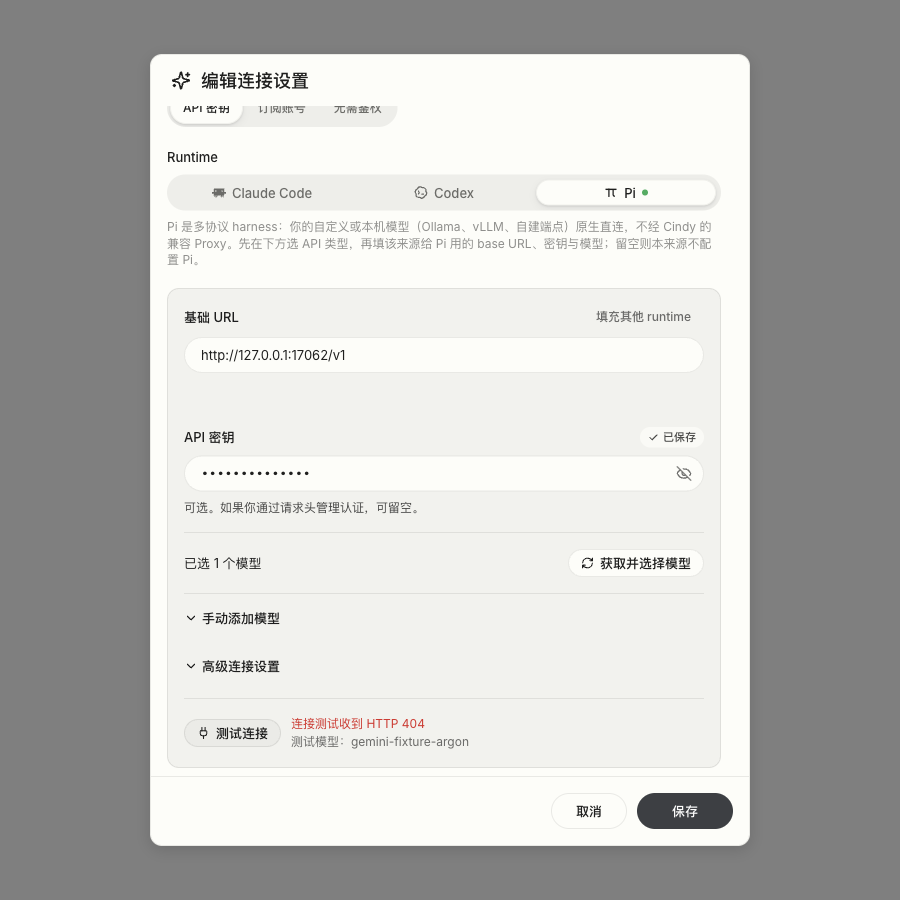 编辑连接设置
API 密钥 订阅账号 无需鉴权
Runtime
Claude Code Codex Pi
Pi 是多协议 harness：你的自定义或本机模型（Ollama、vLLM、自建端点）原生直连，不经 Cindy 的
兼容 Proxy。先在下方选 API 类型，再填该来源给 Pi 用的 base URL、密钥与模型；留空则本来源不配
置 Pi。
基础 URL 填充其他 runtime
http://127.0.0.1:17062/v1
API 密钥 已保存
••••••••••••••
可选。如果你通过请求头管理认证，可留空。
已选 1 个模型 获取并选择模型
手动添加模型
高级连接设置
测试连接 连接测试收到 HTTP 404
测试模型：gemini-fixture-argon
取消 保存